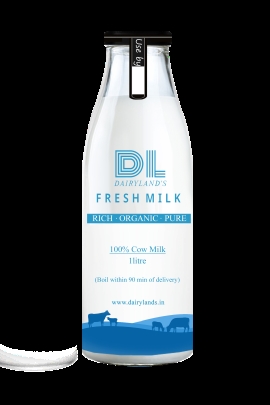 Use by
DL
DAIRYLAND'S
FRESH MILK
RICH · ORGANIC · PURE
100% Cow Milk
1litre
(Boil within 90 min of delivery)
www.dairylands.in